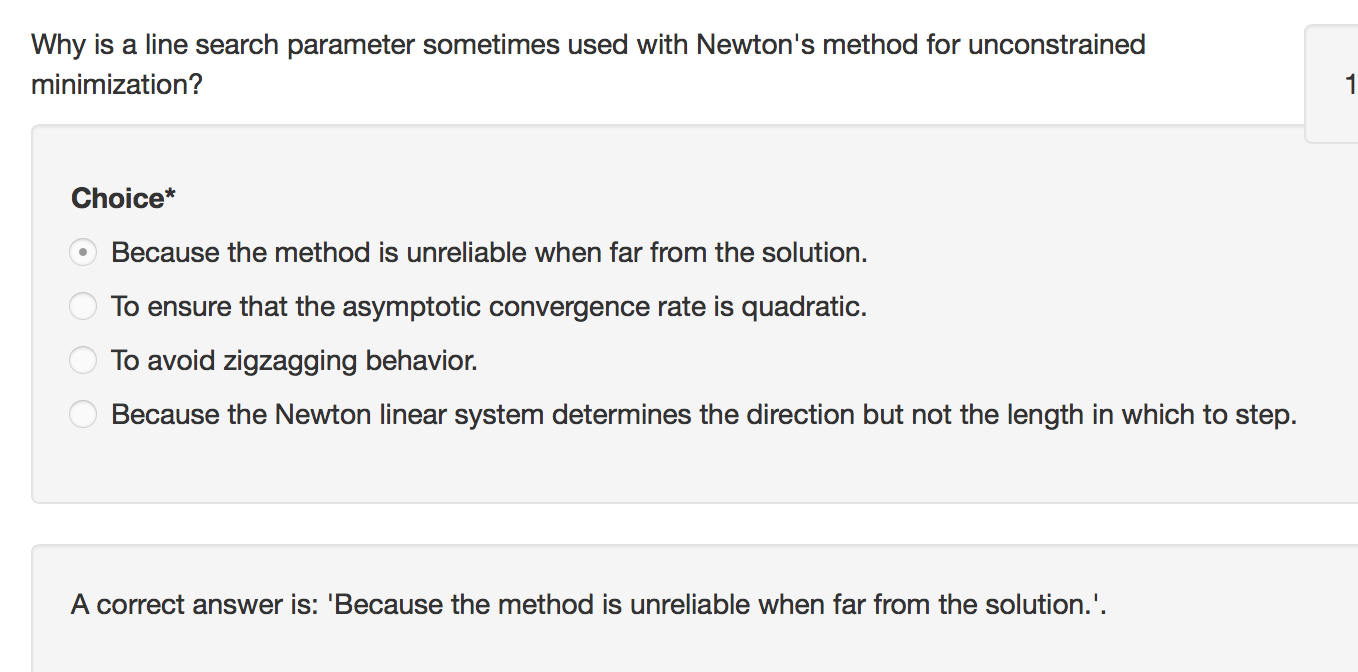 Why is a line search parameter sometimes used with Newton's method for unconstrained
minimization?
1
Choice*
Because the method is unreliable when far from the solution.
To ensure that the asymptotic convergence rate is quadratic.
To avoid zigzagging behavior.
Because the Newton linear system determines the direction but not the length in which to step.
A correct answer is: 'Because the method is unreliable when far from the solution.'.